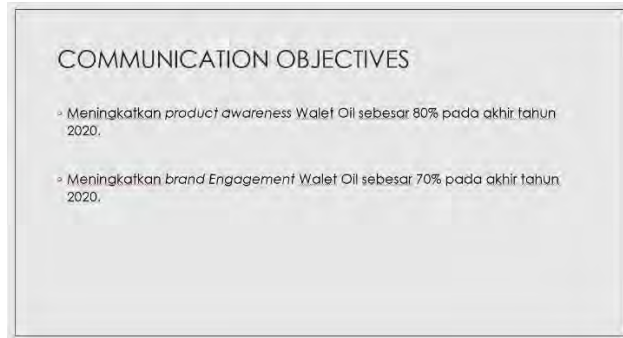 COMMUNICATION OBJECTIVES
Meningkatkan product awareness Walet Oil sebesar 80% pada akhir tahun
2020.
Meningkatkan brand Engagement Walet Oil sebesar 70% pada akhir tahun
2020.